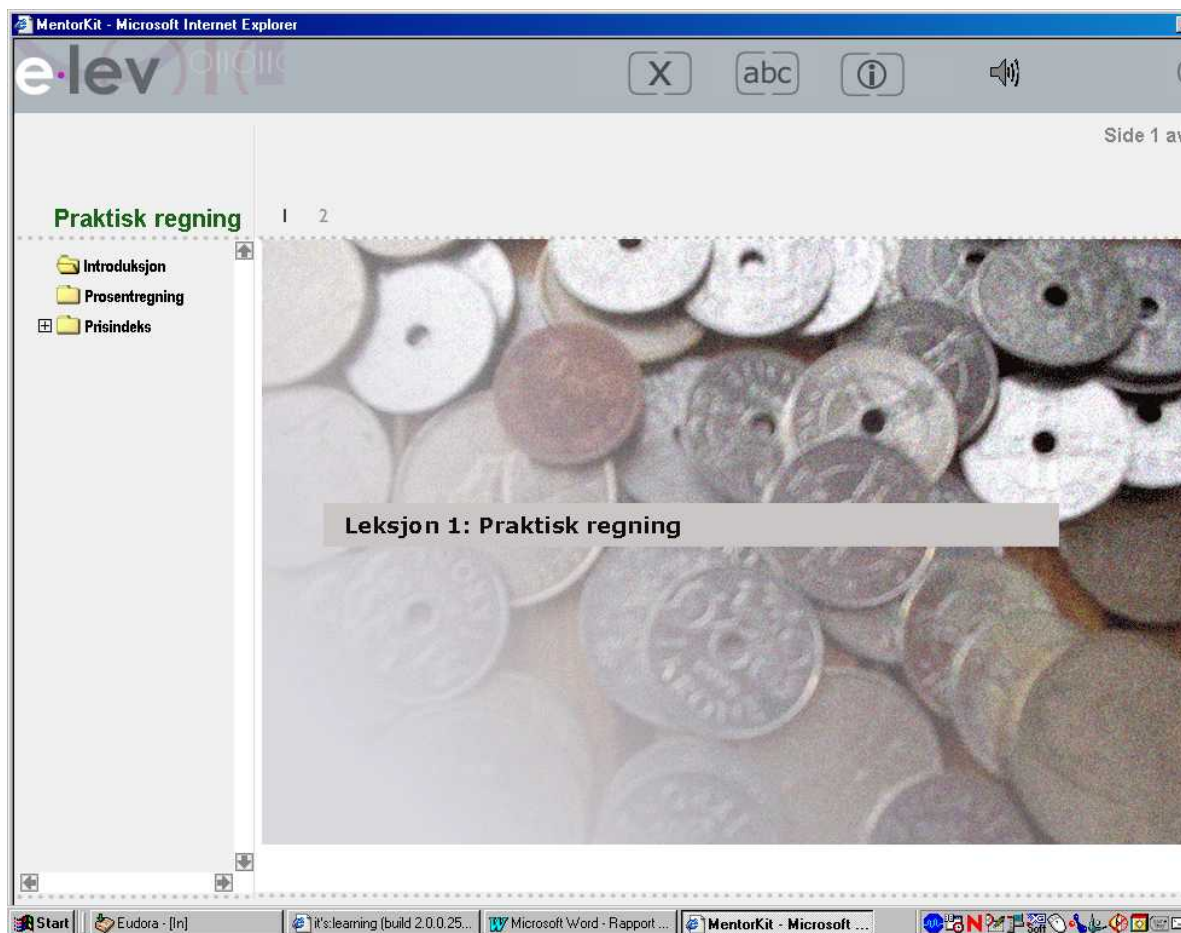 MentorKit - Microsoft Internet Explorer
e·lev
X
abc
i
Side 1 av
Praktisk regning
1 2
Introduksjon
Prosentregning
Prisindeks
Leksjon 1: Praktisk regning
Start
Eudora - [In]
it's:learning (build 2.0.0.25...
Microsoft Word - Rapport ...
MentorKit - Microsoft ...